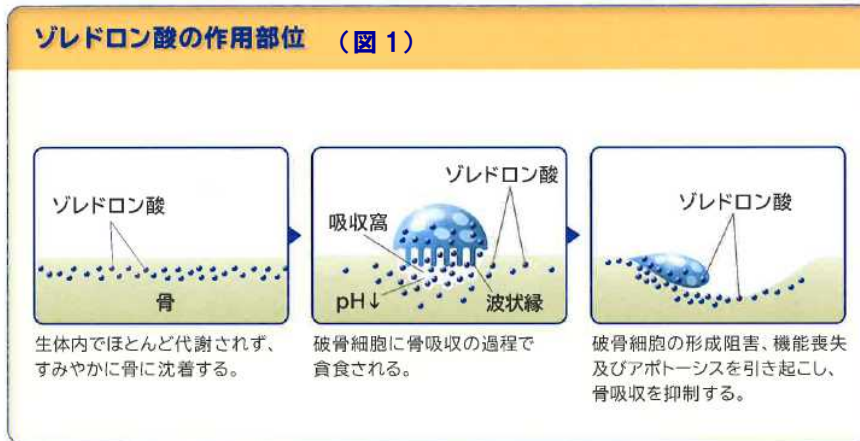 ゾレドロン酸の作用部位 （図1）
ゾレドロン酸
骨
生体内でほとんど代謝されず、
すみやかに骨に沈着する。
ゾレドロン酸
吸収窩
pH↓
波状縁
破骨細胞に骨吸収の過程で
貪食される。
ゾレドロン酸
破骨細胞の形成阻害、機能喪失
及びアポトーシスを引き起こし、
骨吸収を抑制する。